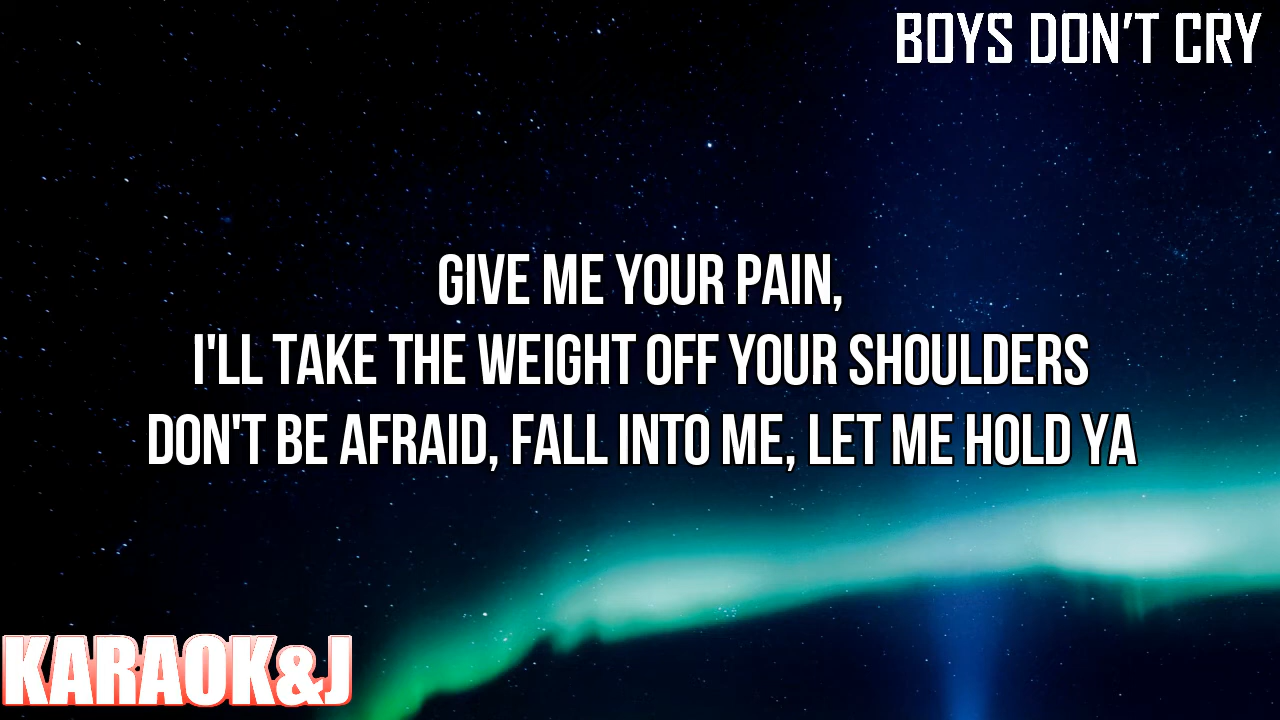 BOYS DON'T CRY
GIVE ME YOUR PAIN,
I'LL TAKE THE WEIGHT OFF YOUR SHOULDERS
DON'T BE AFRAID, FALL INTO ME, LET ME HOLD YA
KARAOK&J